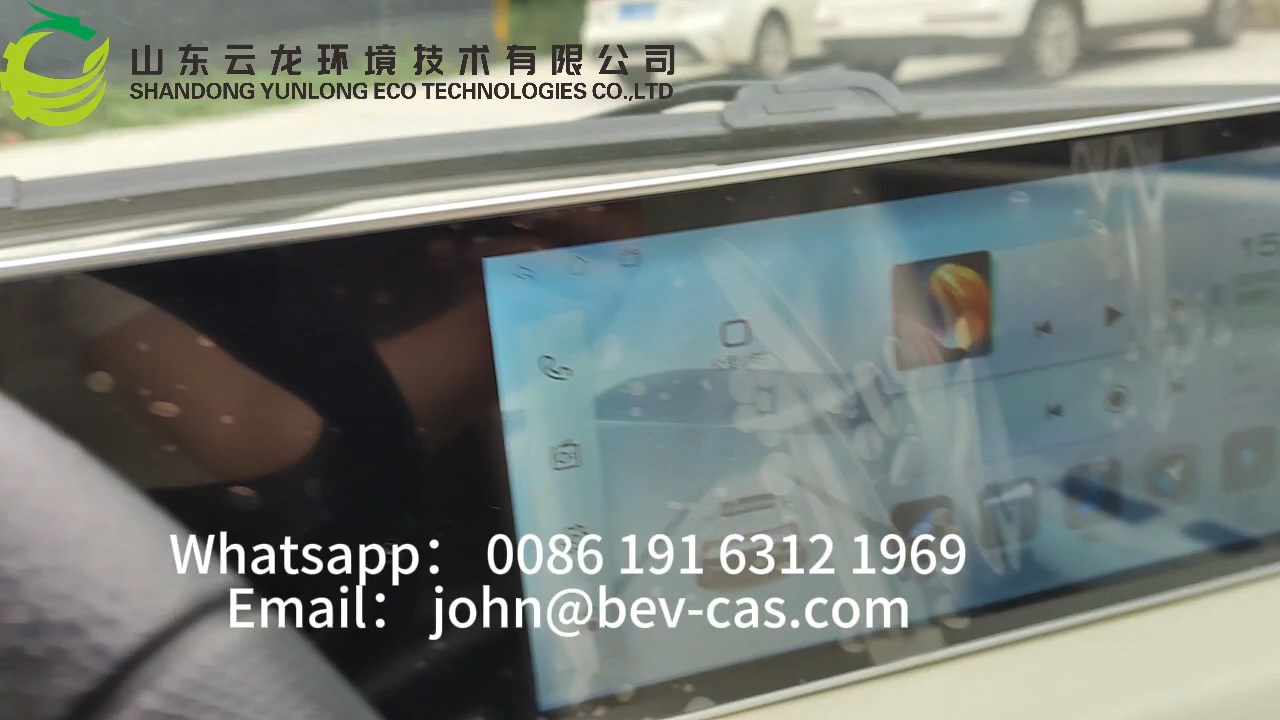 山东云龙环境技术有限公司
SHANDONG YUNLONG ECO TECHNOLOGIES CO.,LTD
Whatsapp： 0086 191 6312 1969
Email： john@bev-cas.com